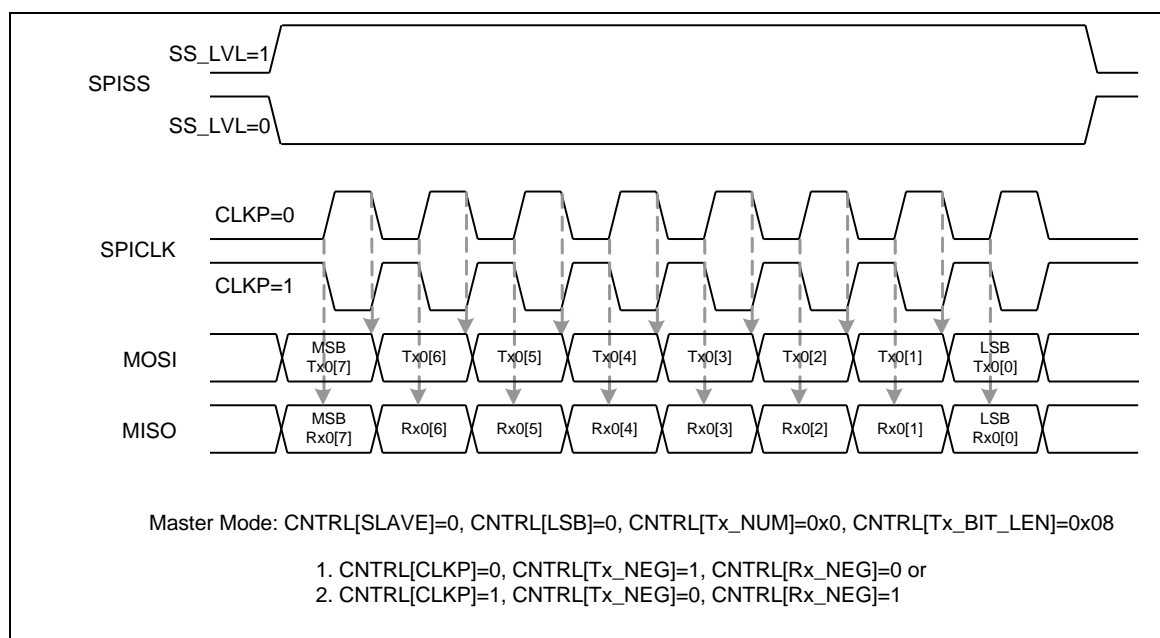 SS_LVL=1
SPISS
SS_LVL=0
CLKP=0
SPICLK
CLKP=1
MOSI MSB Tx0[7] Tx0[6] Tx0[5] Tx0[4] Tx0[3] Tx0[2] Tx0[1] LSB Tx0[0]
MISO MSB Rx0[7] Rx0[6] Rx0[5] Rx0[4] Rx0[3] Rx0[2] Rx0[1] LSB Rx0[0]
Master Mode: CNTRL[SLAVE]=0, CNTRL[LSB]=0, CNTRL[Tx_NUM]=0x0, CNTRL[Tx_BIT_LEN]=0x08
1. CNTRL[CLKP]=0, CNTRL[Tx_NEG]=1, CNTRL[Rx_NEG]=0 or
2. CNTRL[CLKP]=1, CNTRL[Tx_NEG]=0, CNTRL[Rx_NEG]=1